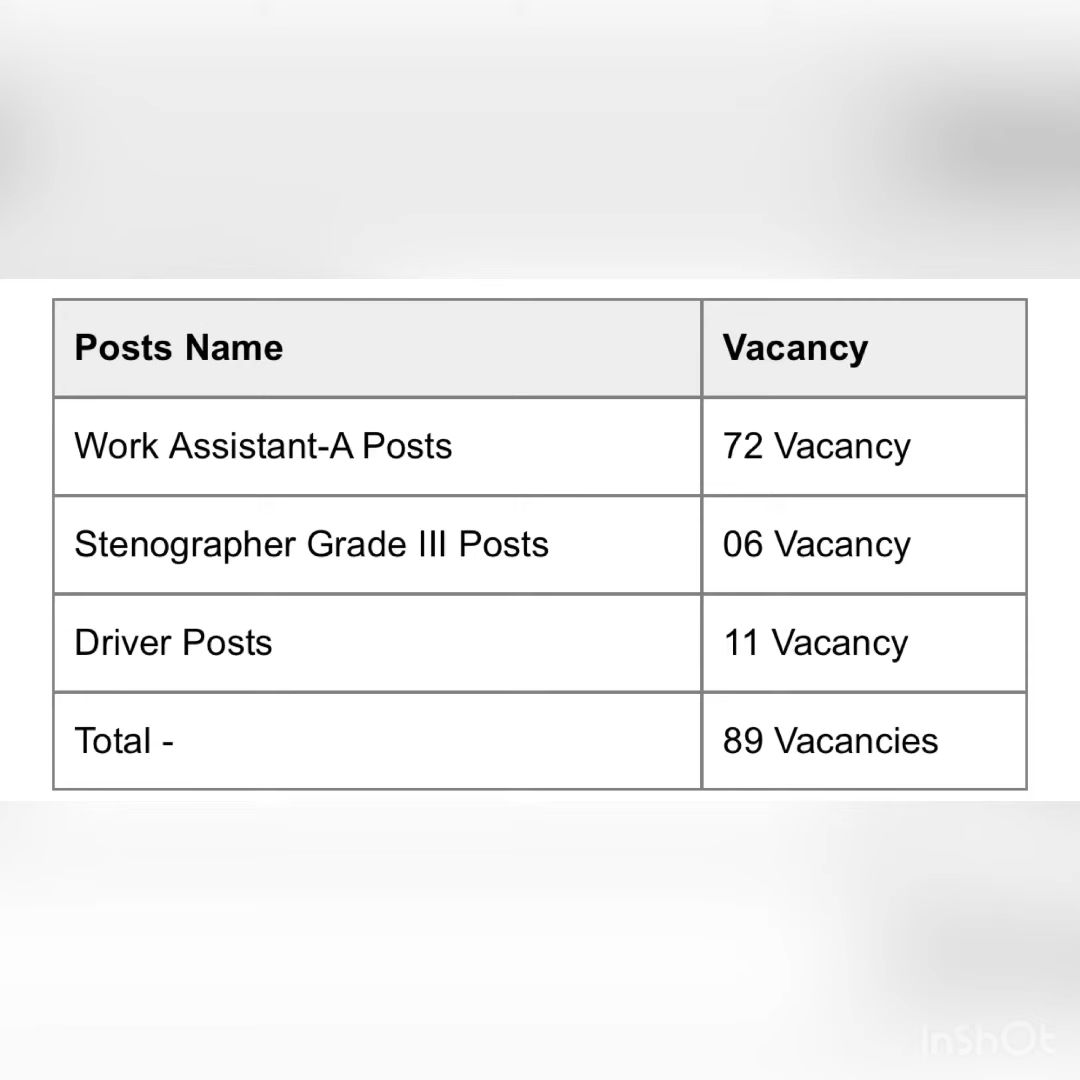 Posts Name Vacancy
Work Assistant-A Posts 72 Vacancy
Stenographer Grade III Posts 06 Vacancy
Driver Posts 11 Vacancy
Total - 89 Vacancies
InShOt